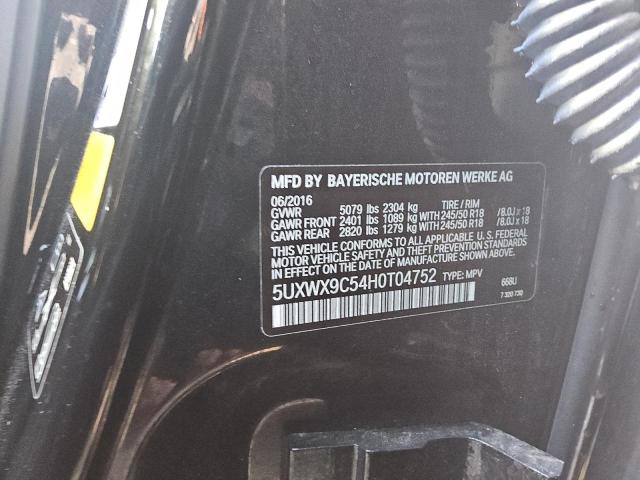 MFD BY BAYERISCHE MOTOREN WERKE AG
06/2016 TIRE / RIM
GVWR 5079 lbs 2304 kg
GAWR FRONT 2401 lbs 1089 kg WITH 245/50 R18 / 8.0J x 18
GAWR REAR 2820 lbs 1279 kg WITH 245/50 R18 / 8.0J x 18
THIS VEHICLE CONFORMS TO ALL APPLICABLE U. S. FEDERAL
MOTOR VEHICLE SAFETY AND THEFT PREVENTION STANDARDS
IN EFFECT ON THE DATE OF MANUFACTURE SHOWN ABOVE.
5UXWX9C54H0T04752 TYPE: MPV 668U
7 320 730